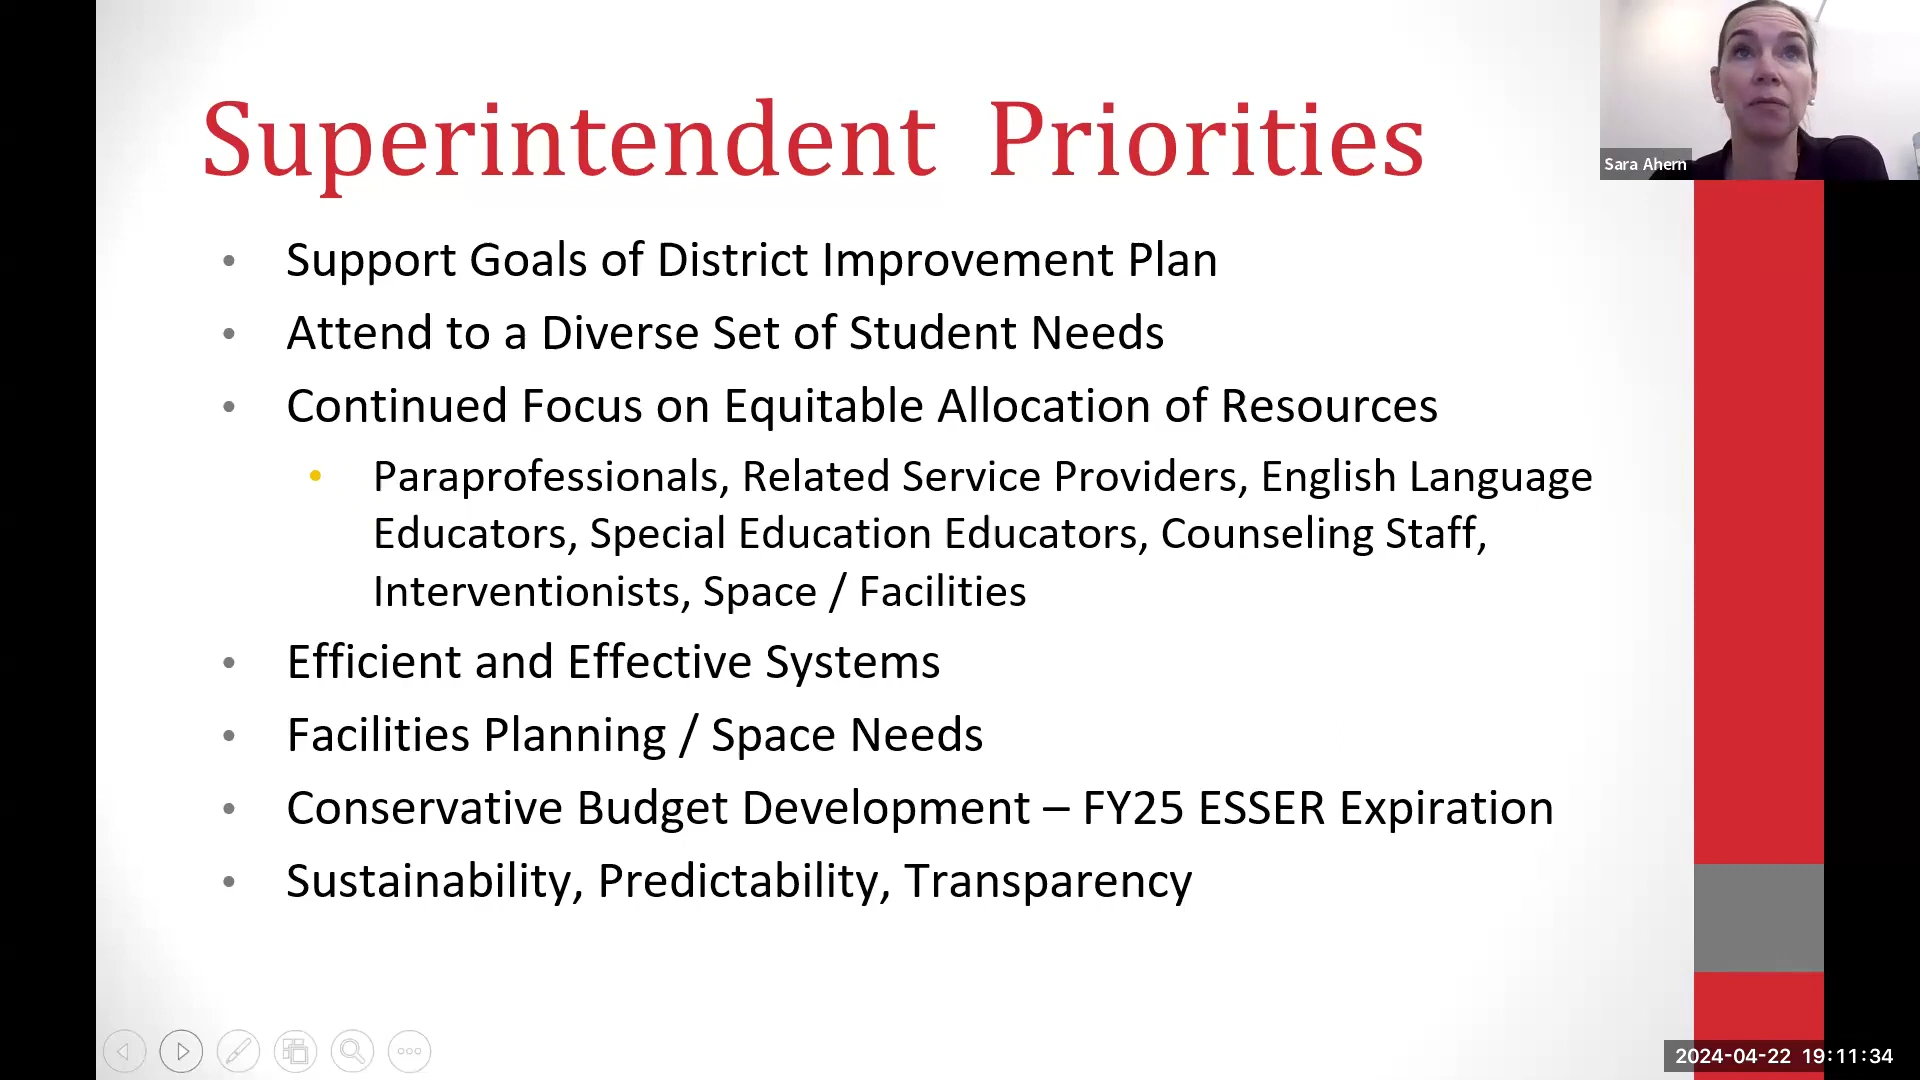 Superintendent Priorities
Sara Ahern
• Support Goals of District Improvement Plan
• Attend to a Diverse Set of Student Needs
• Continued Focus on Equitable Allocation of Resources
• Paraprofessionals, Related Service Providers, English Language
Educators, Special Education Educators, Counseling Staff,
Interventionists, Space / Facilities
• Efficient and Effective Systems
• Facilities Planning / Space Needs
• Conservative Budget Development – FY25 ESSER Expiration
• Sustainability, Predictability, Transparency
2024-04-22 19:11:34